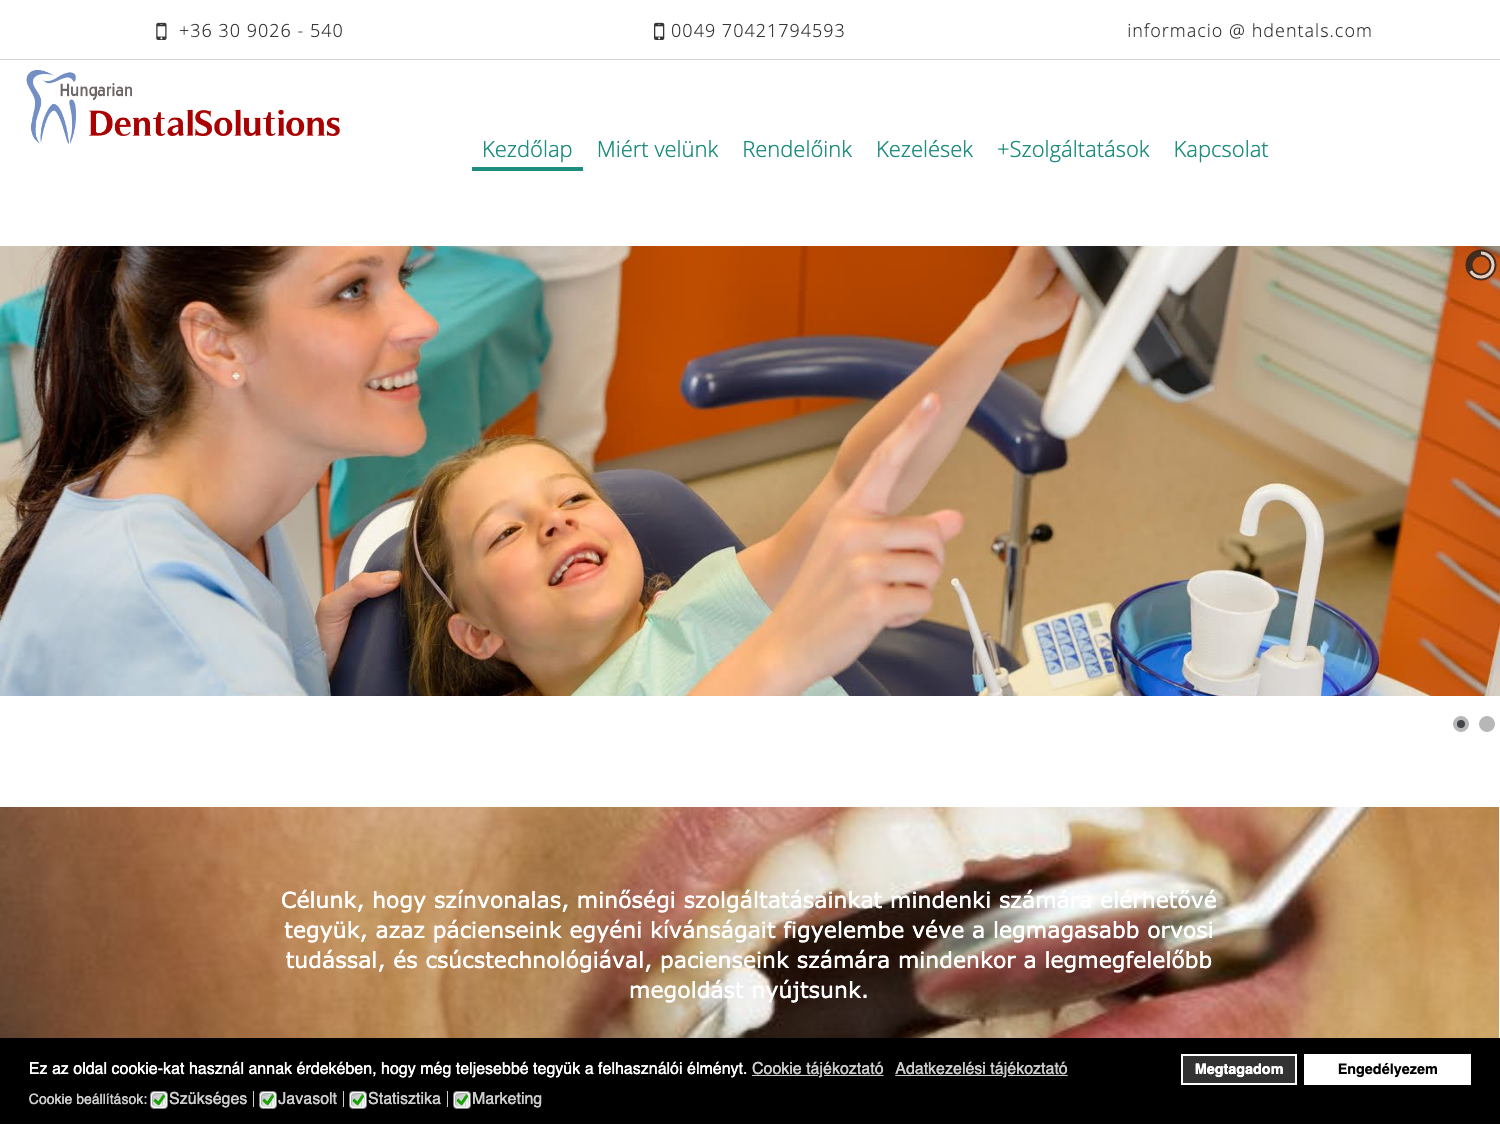 +36 30 9026 - 540
0049 70421794593
informacio @ hdentals.com
Hungarian
DentalSolutions
Kezdőlap Miért velünk Rendelőink Kezelések +Szolgáltatások Kapcsolat
Célunk, hogy színvonalas, minőségi szolgáltatásainkat mindenki számára elérhetővé
tegyük, azaz pácienseink egyéni kívánságait figyelembe véve a legmagasabb orvosi
tudással, és csúcstechnológiával, pacienseink számára mindenkor a legmegfelelőbb
megoldást nyújtsunk.
Ez az oldal cookie-kat használ annak érdekében, hogy még teljesebbé tegyük a felhasználói élményt. Cookie tájékoztató Adatkezelési tájékoztató
Megtagadom
Engedélyezem
Cookie beállítások: Szükséges | Javasolt | Statisztika | Marketing